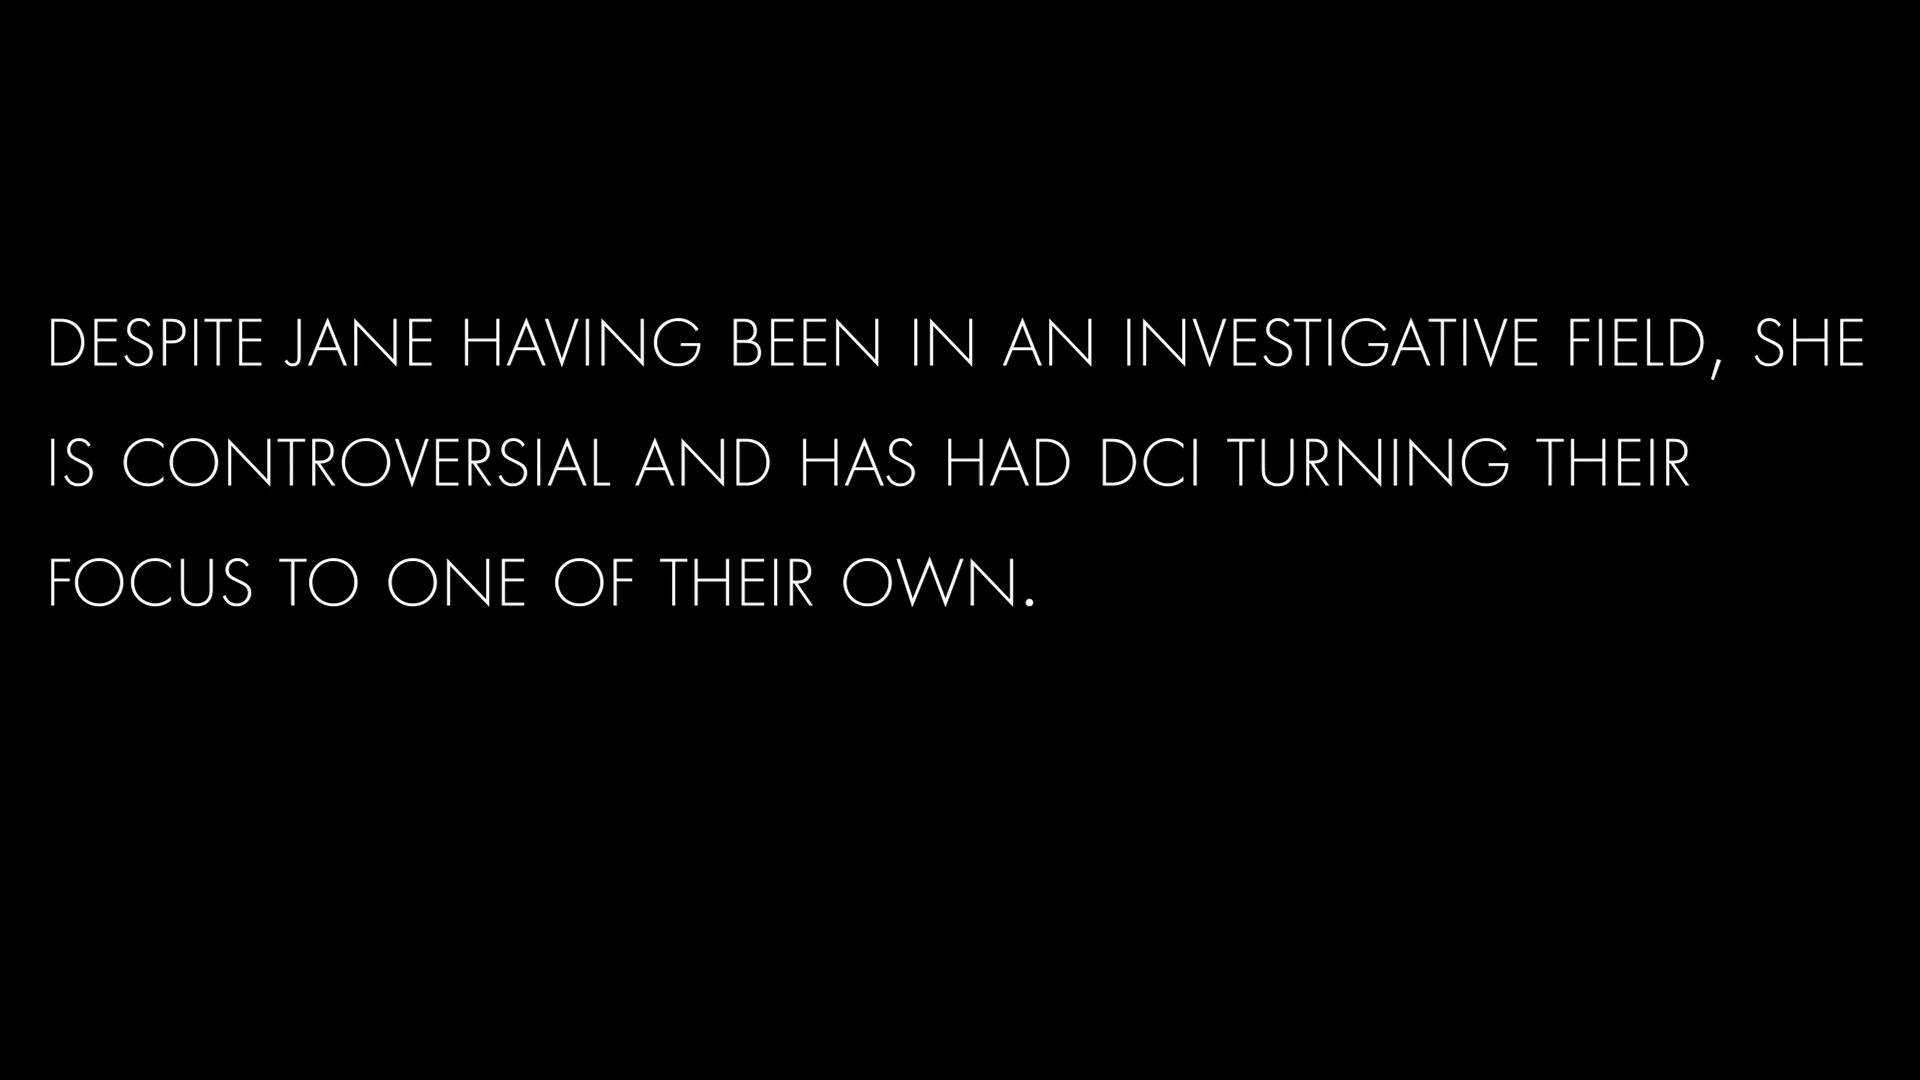 DESPITE JANE HAVING BEEN IN AN INVESTIGATIVE FIELD, SHE
IS CONTROVERSIAL AND HAS HAD DCI TURNING THEIR
FOCUS TO ONE OF THEIR OWN.